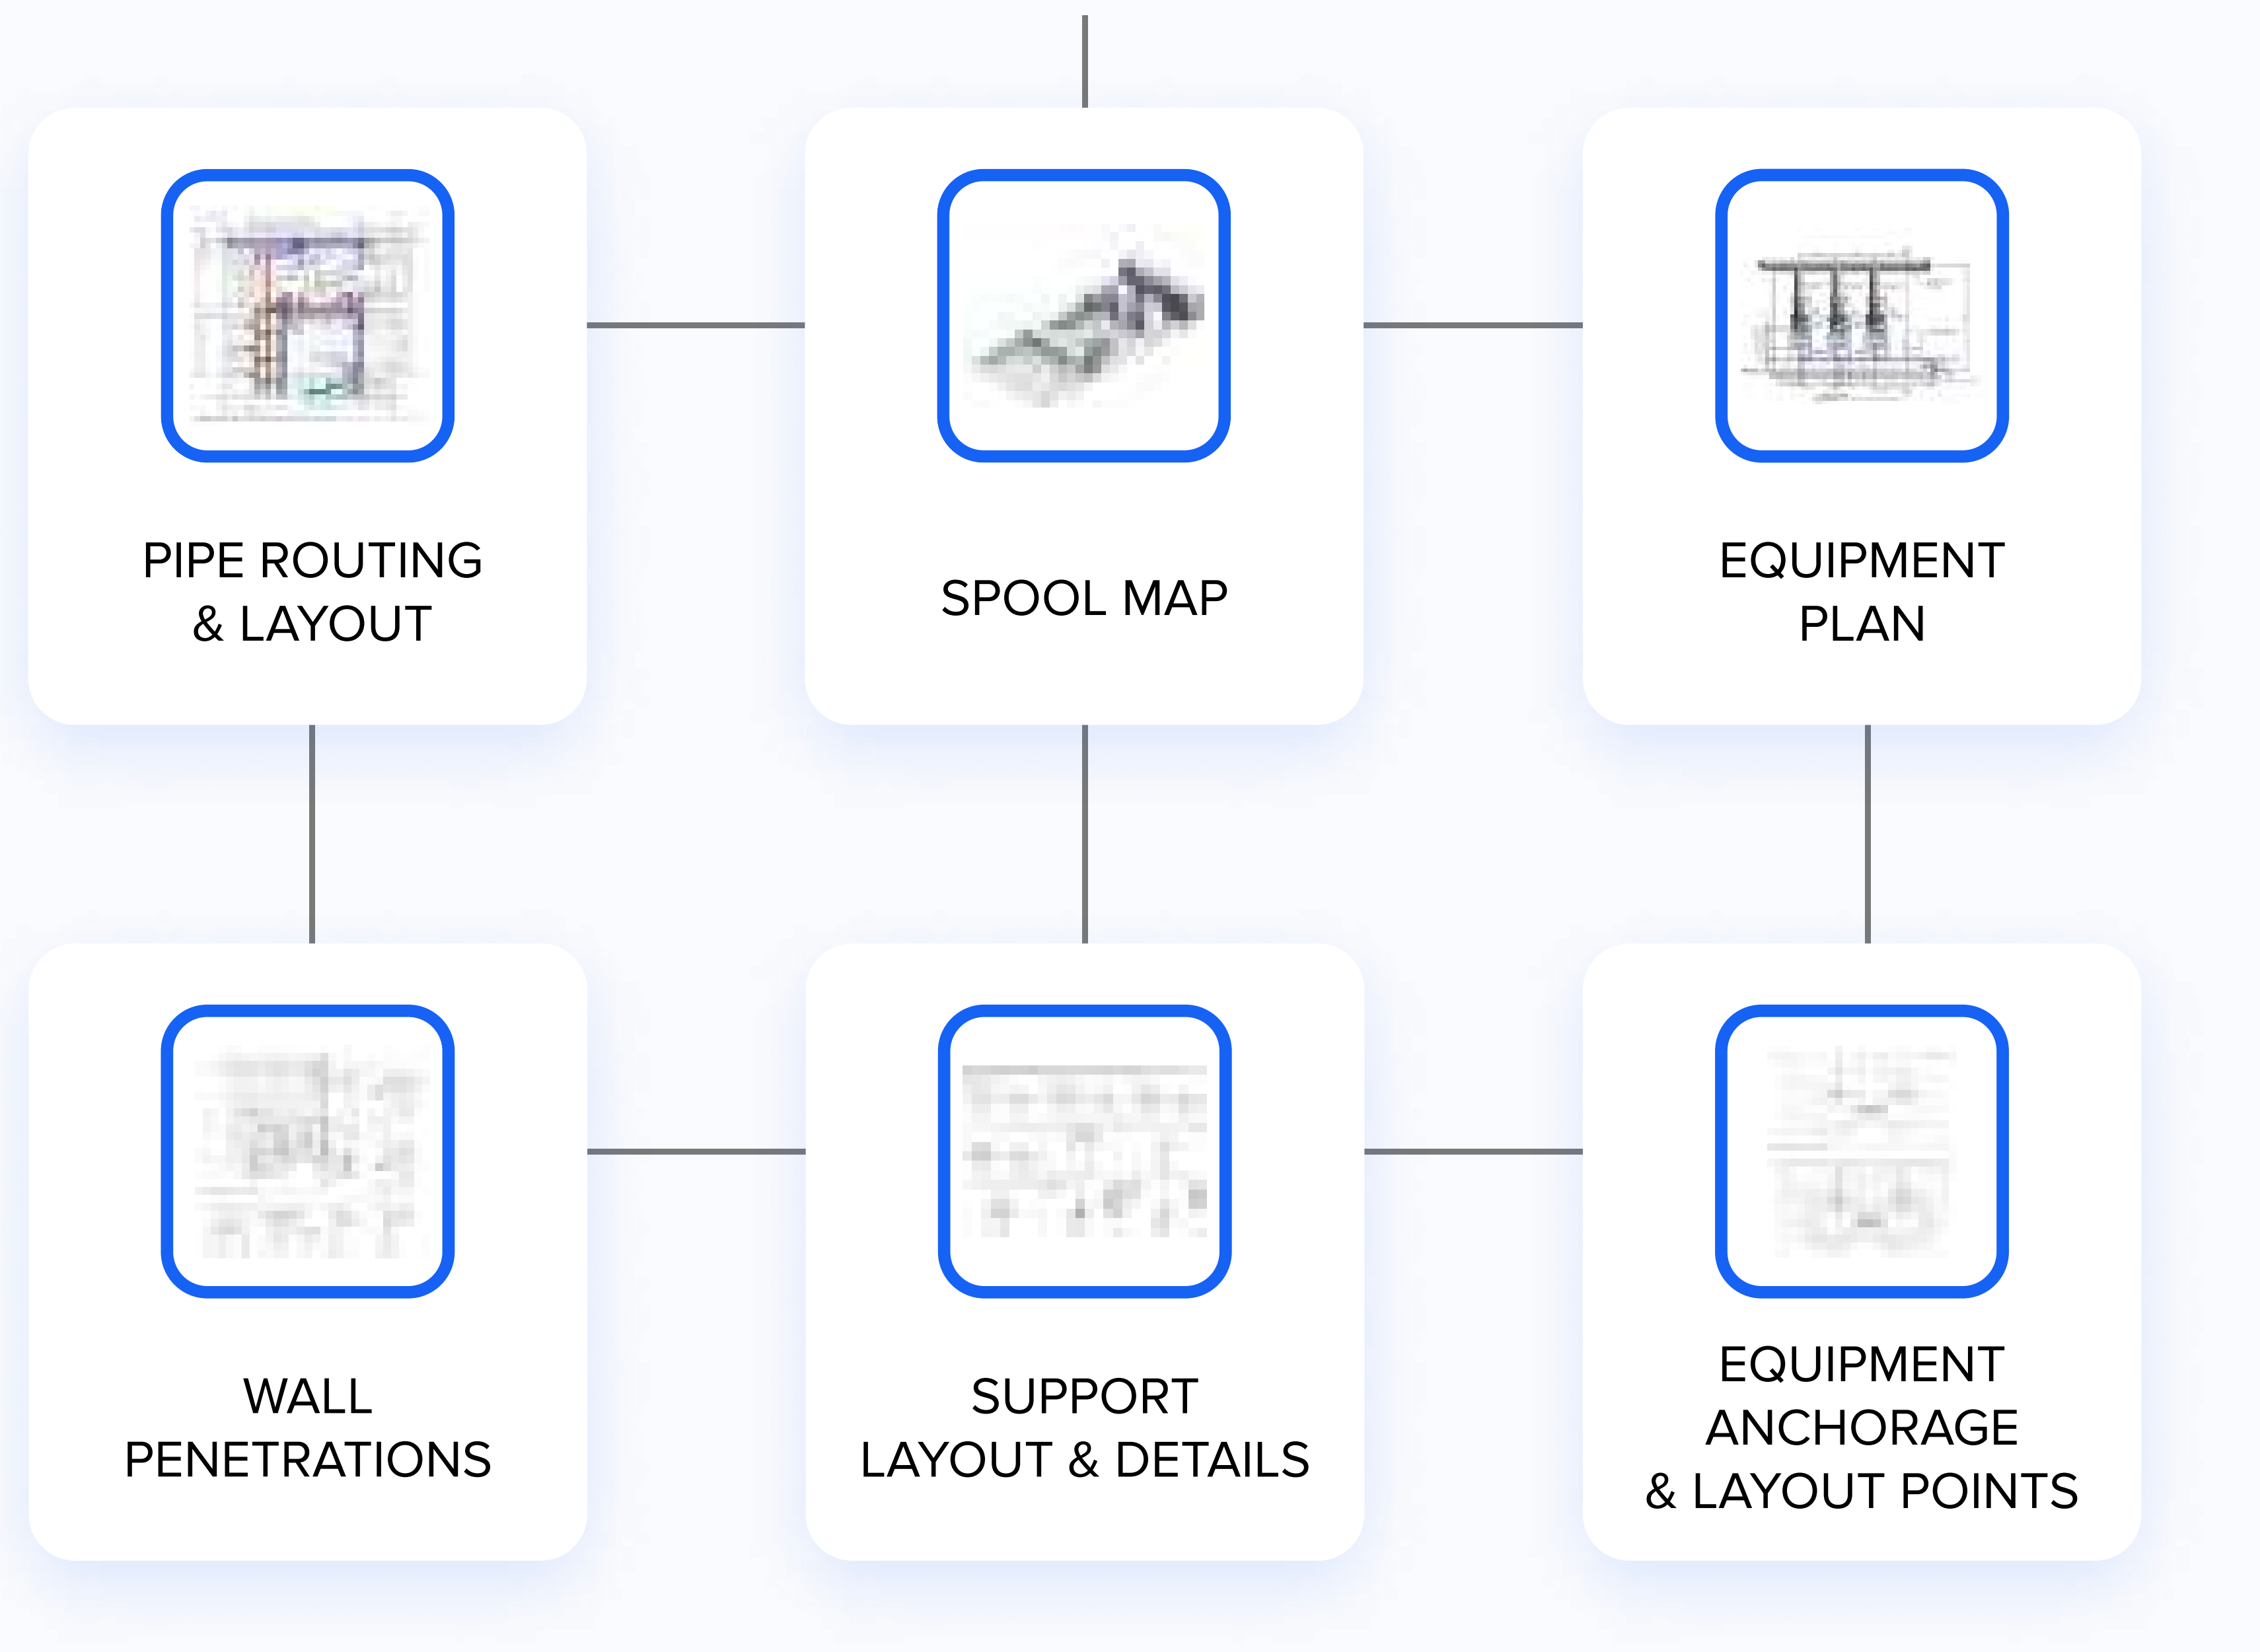 PIPE ROUTING
& LAYOUT
SPOOL MAP
EQUIPMENT
PLAN
WALL
PENETRATIONS
SUPPORT
LAYOUT & DETAILS
EQUIPMENT
ANCHORAGE
& LAYOUT POINTS